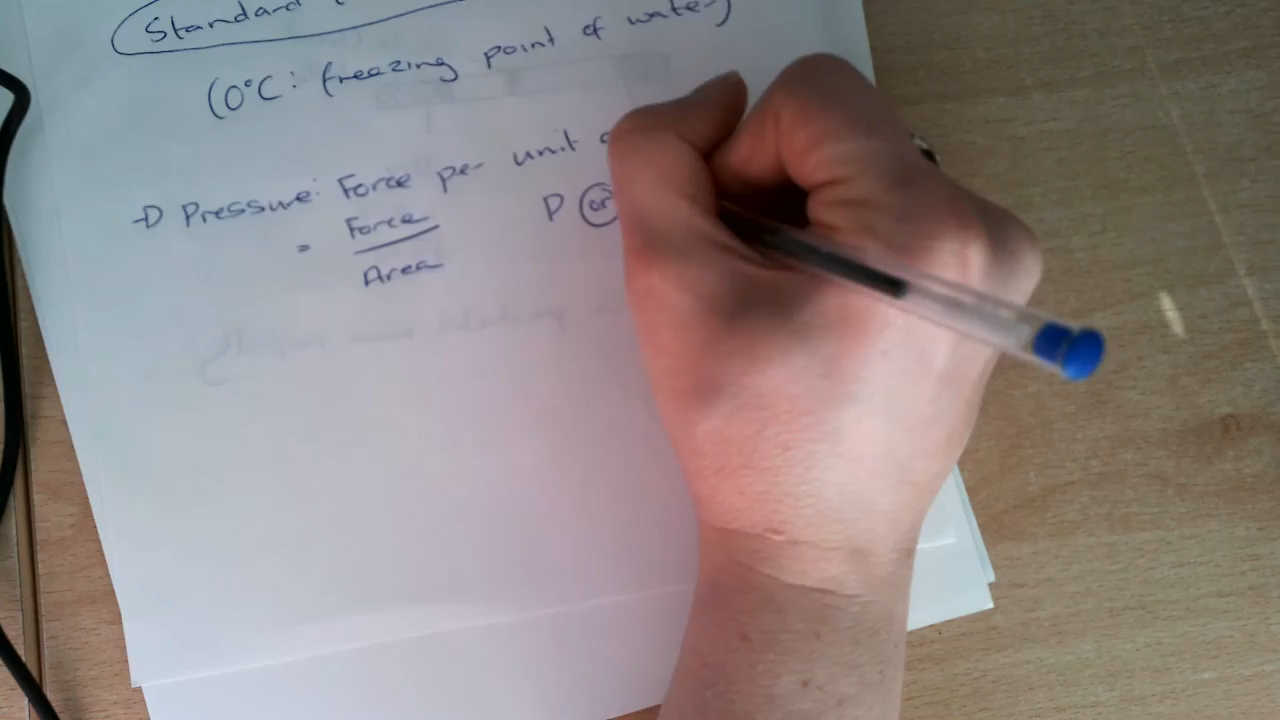 Standard
(0°C: freezing point of water)
→ Pressure: Force per unit
= Force
Area
P or